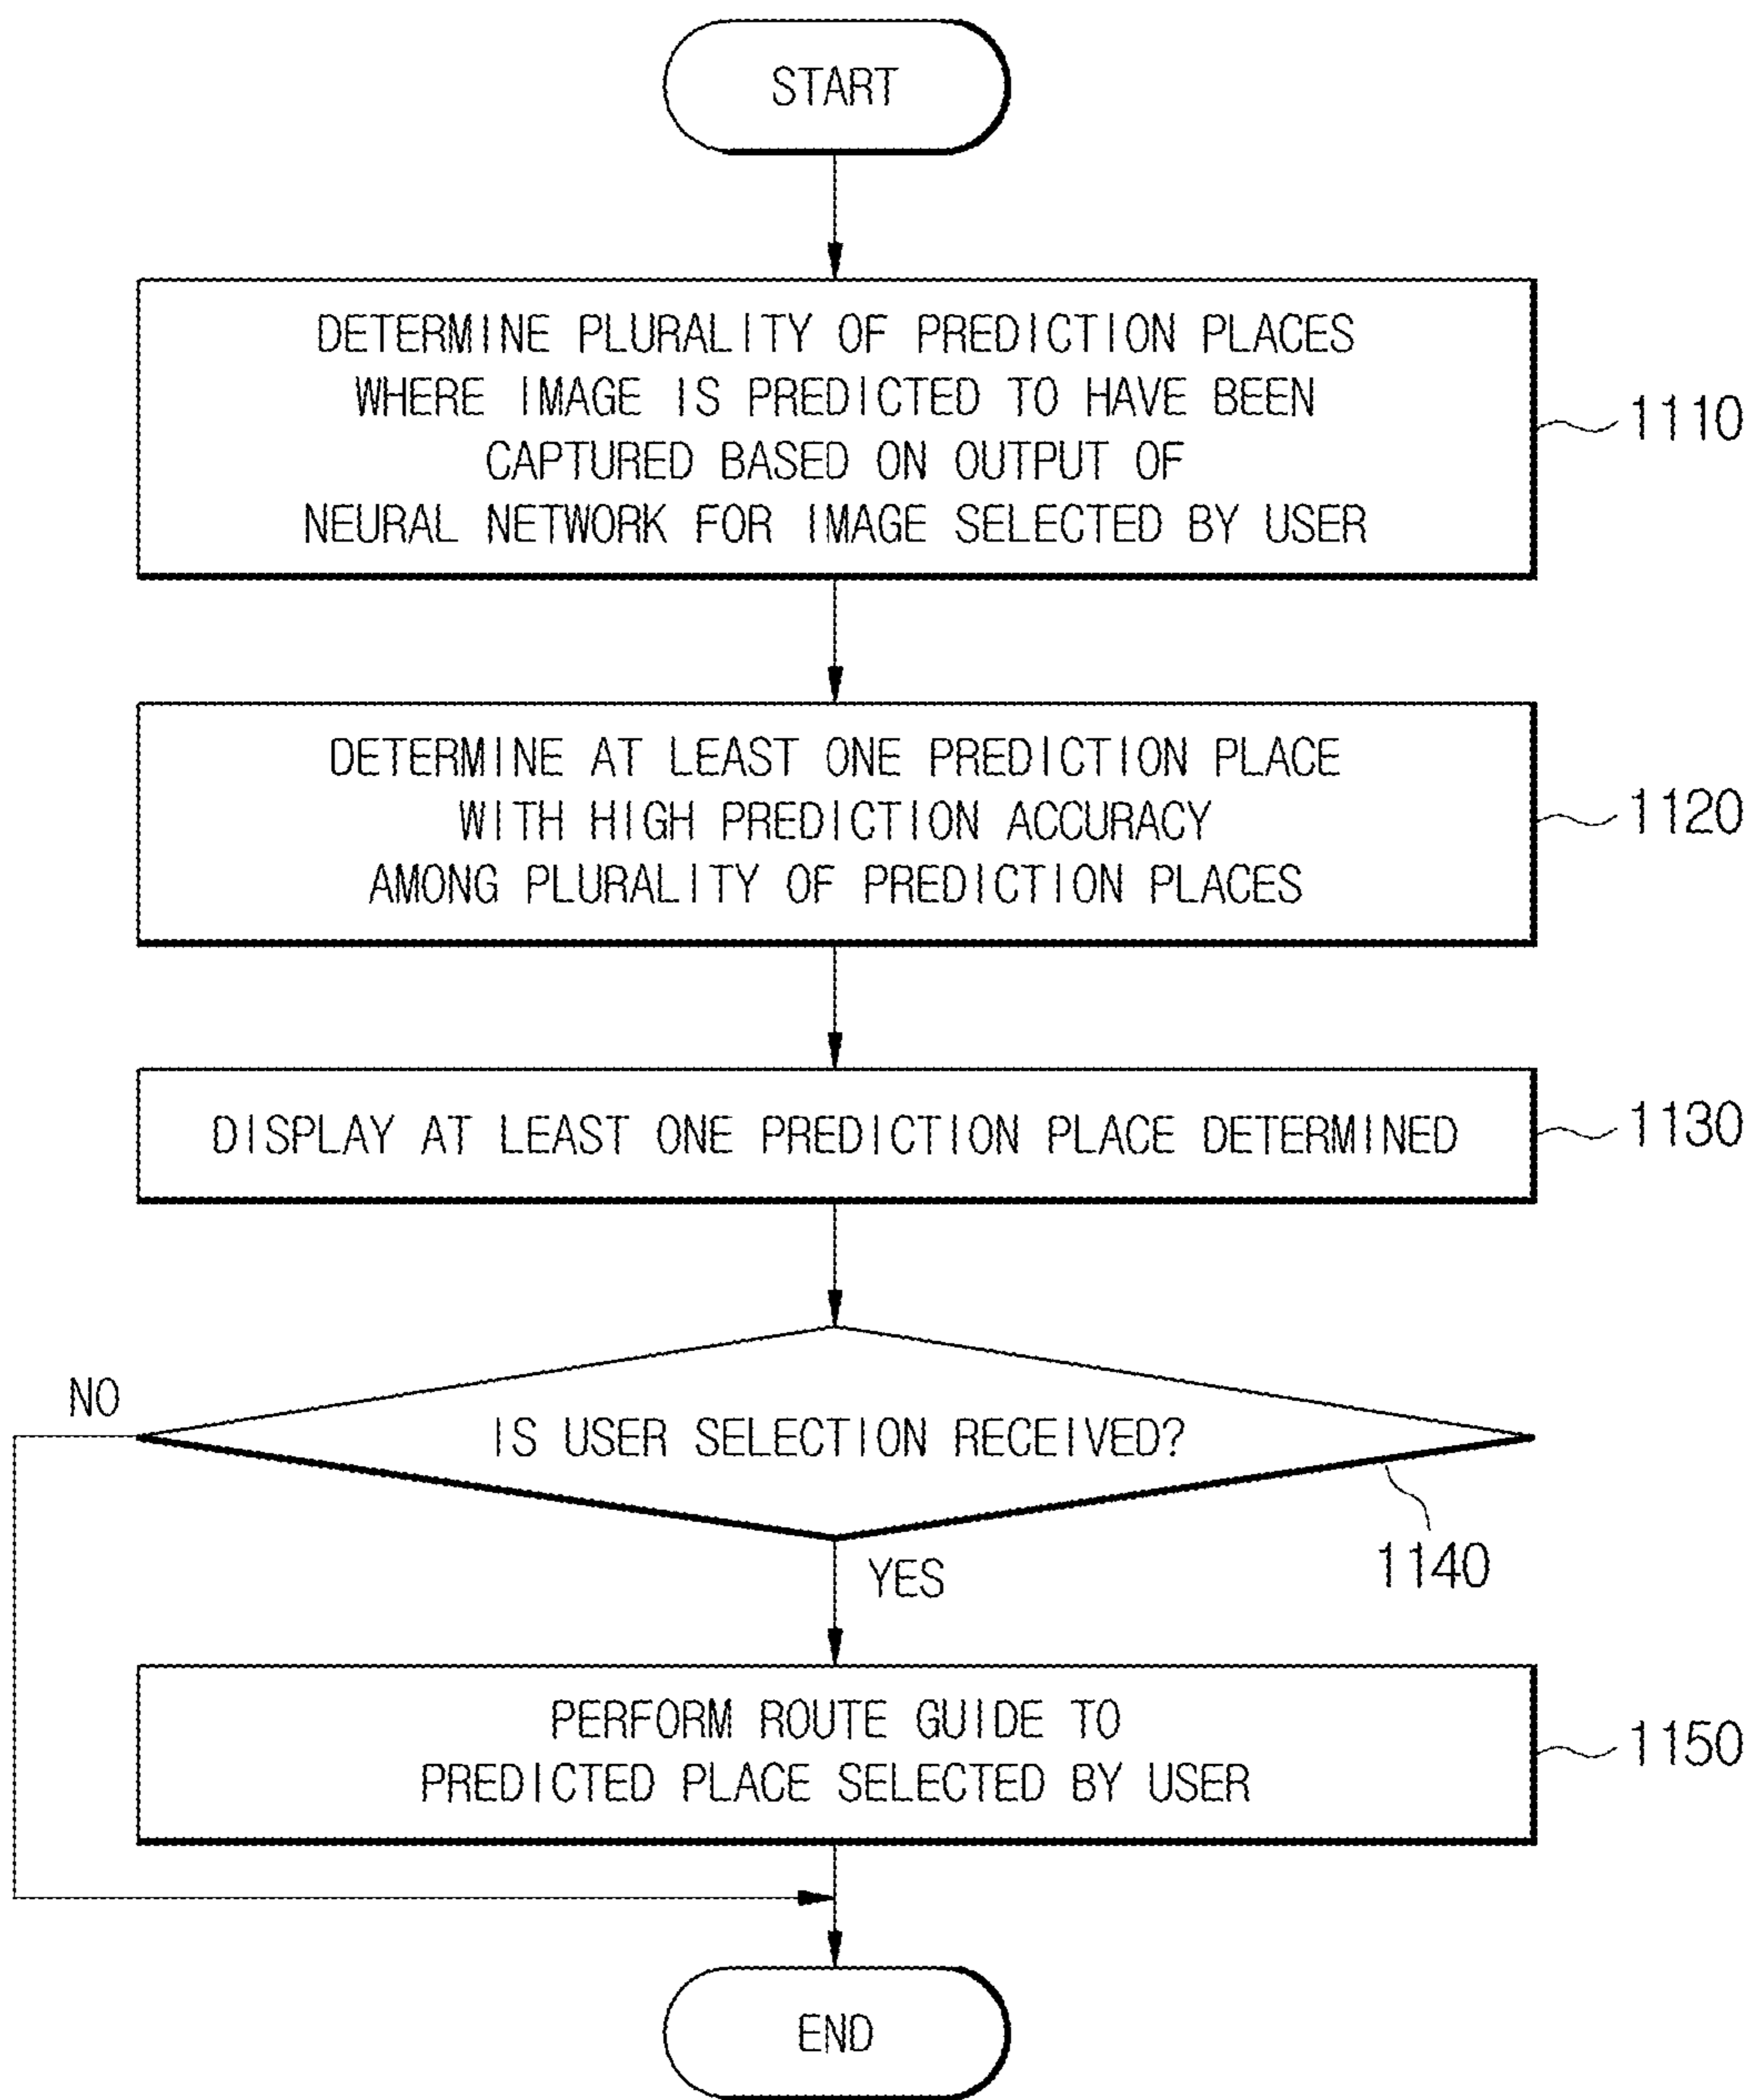 START
DETERMINE PLURALITY OF PREDICTION PLACES
WHERE IMAGE IS PREDICTED TO HAVE BEEN
CAPTURED BASED ON OUTPUT OF
NEURAL NETWORK FOR IMAGE SELECTED BY USER
1110
DETERMINE AT LEAST ONE PREDICTION PLACE
WITH HIGH PREDICTION ACCURACY
AMONG PLURALITY OF PREDICTION PLACES
1120
DISPLAY AT LEAST ONE PREDICTION PLACE DETERMINED
1130
NO
IS USER SELECTION RECEIVED?
1140
YES
PERFORM ROUTE GUIDE TO
PREDICTED PLACE SELECTED BY USER
1150
END